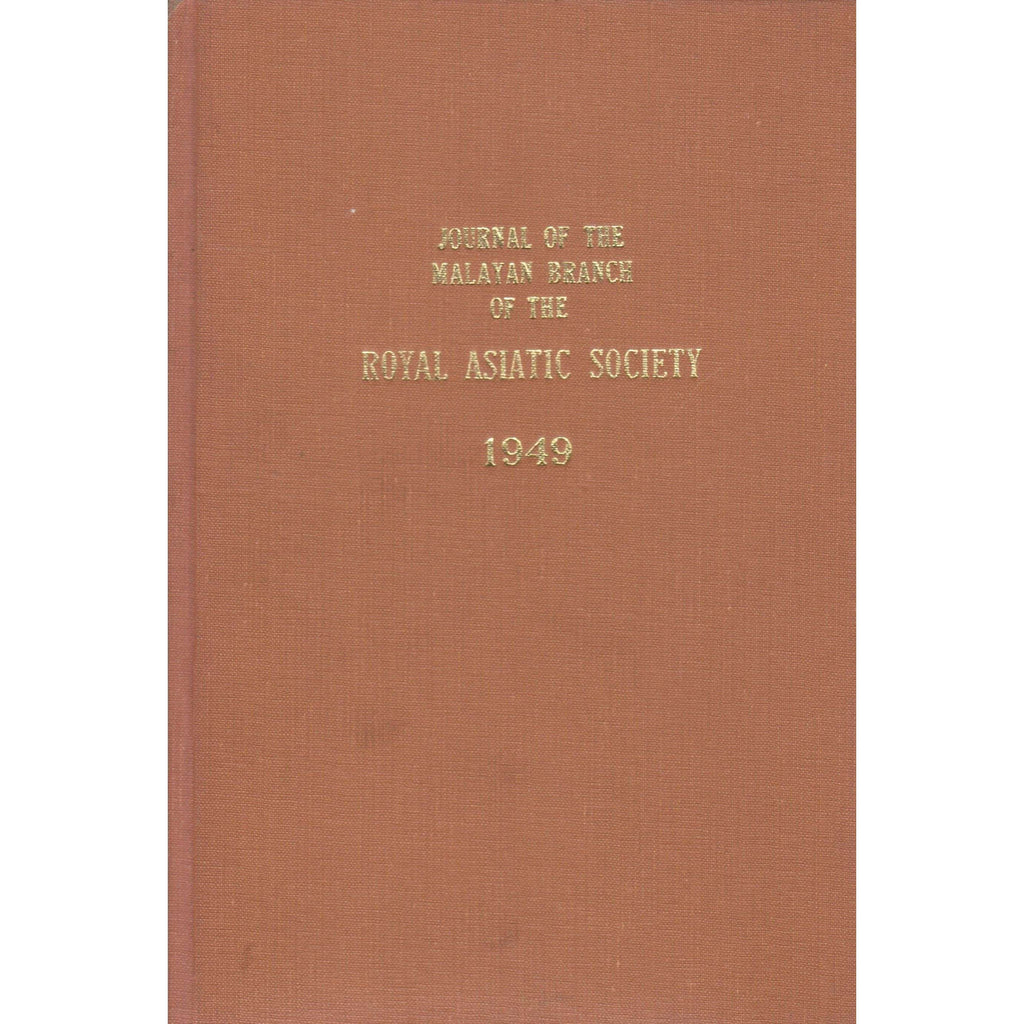 JOURNAL OF THE
MALAYAN BRANCH
OF THE
ROYAL ASIATIC SOCIETY
1949